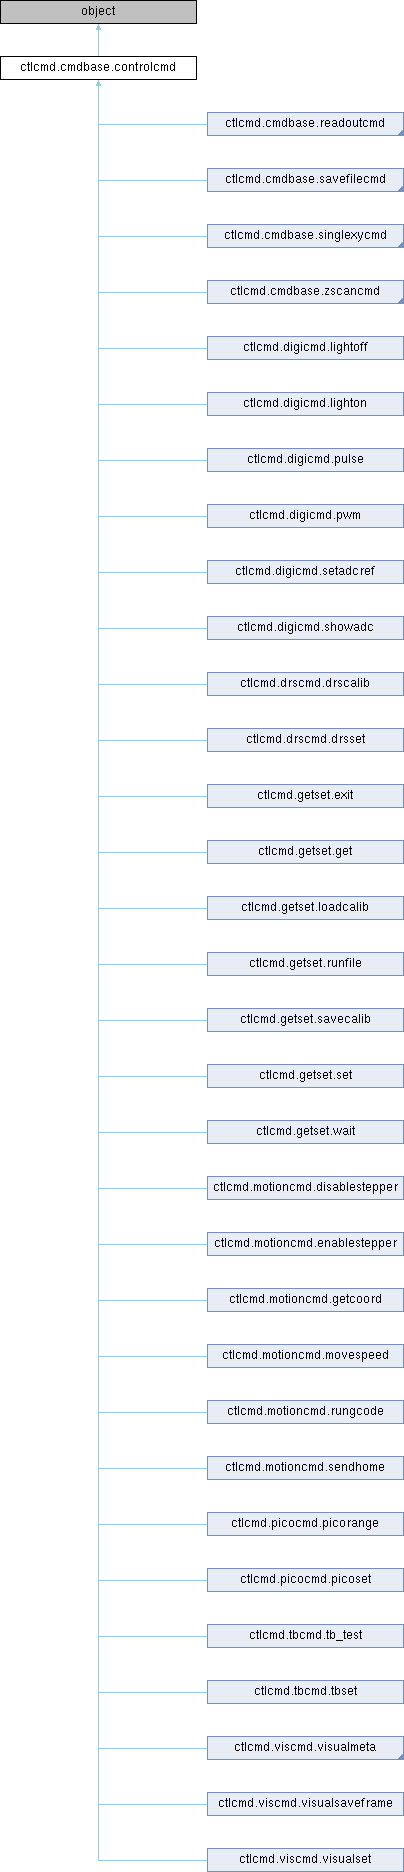 object
ctlcmd.cmdbase.controlcmd
ctlcmd.cmdbase.readoutcmd
ctlcmd.cmdbase.savefilecmd
ctlcmd.cmdbase.singlexycmd
ctlcmd.cmdbase.zscancmd
ctlcmd.digicmd.lightoff
ctlcmd.digicmd.lighton
ctlcmd.digicmd.pulse
ctlcmd.digicmd.pwm
ctlcmd.digicmd.setadcref
ctlcmd.digicmd.showadc
ctlcmd.drscmd.drscalib
ctlcmd.drscmd.drsset
ctlcmd.getset.exit
ctlcmd.getset.get
ctlcmd.getset.loadcalib
ctlcmd.getset.runfile
ctlcmd.getset.savecalib
ctlcmd.getset.set
ctlcmd.getset.wait
ctlcmd.motioncmd.disablestepper
ctlcmd.motioncmd.enablestepper
ctlcmd.motioncmd.getcoord
ctlcmd.motioncmd.movespeed
ctlcmd.motioncmd.rungcode
ctlcmd.motioncmd.sendhome
ctlcmd.picocmd.picorange
ctlcmd.picocmd.picoset
ctlcmd.tbcmd.tb_test
ctlcmd.tbcmd.tbset
ctlcmd.viscmd.visualmeta
ctlcmd.viscmd.visualsaveframe
ctlcmd.viscmd.visualset